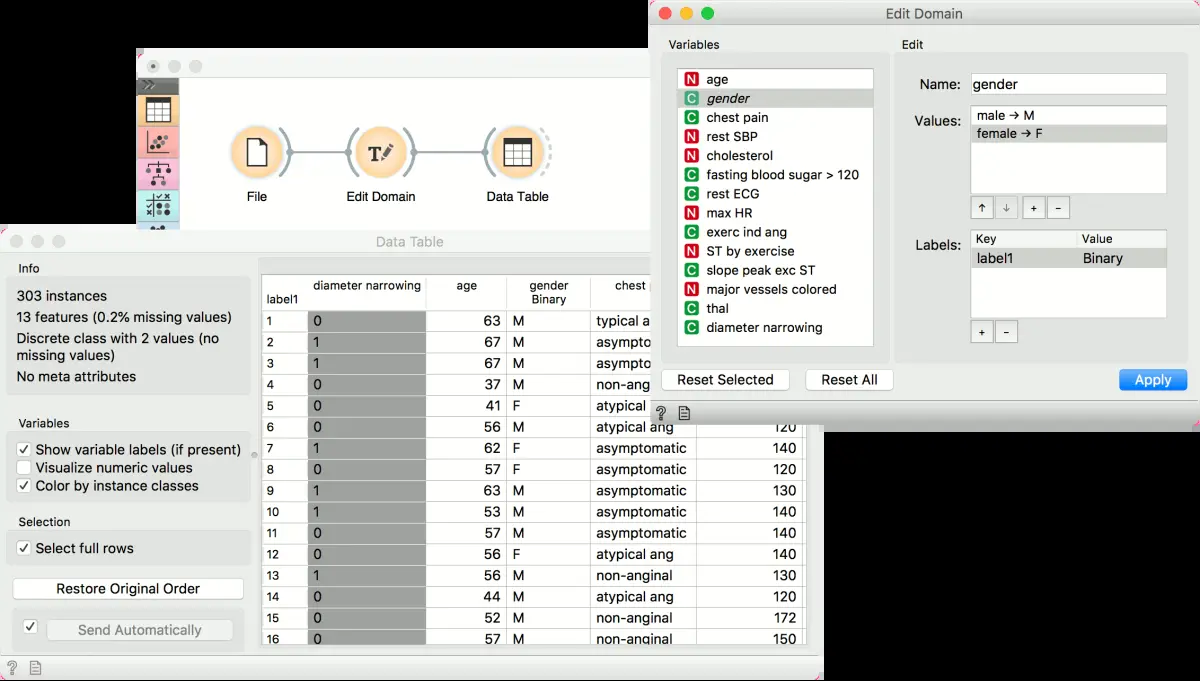 Edit Domain
Variables
N age
C gender
C chest pain
N rest SBP
N cholesterol
C fasting blood sugar > 120
C rest ECG
N max HR
C exerc ind ang
N ST by exercise
C slope peak exc ST
N major vessels colored
C thal
C diameter narrowing
Reset Selected
Reset All
Edit
Name: gender
Values: male → M
female → F
↑ ↓ + -
Labels: Key Value
label1 Binary
+ -
Apply
?
File
T
Edit Domain
Data Table
Data Table
Info
303 instances
13 features (0.2% missing values)
Discrete class with 2 values (no
missing values)
No meta attributes
Variables
Show variable labels (if present)
Visualize numeric values
Color by instance classes
Selection
Select full rows
Restore Original Order
Send Automatically
?
diameter narrowing age gender chest
label1 Binary
1 0 63 M typical a
2 1 67 M asympto
3 1 67 M asympto
4 0 37 M non-ang
5 0 41 F atypical
6 0 56 M atypical ang 120
7 1 62 F asymptomatic 140
8 0 57 F asymptomatic 120
9 1 63 M asymptomatic 130
10 1 53 M asymptomatic 140
11 0 57 M asymptomatic 140
12 0 56 F atypical ang 140
13 1 56 M non-anginal 130
14 0 44 M atypical ang 120
15 0 52 M non-anginal 172
16 0 57 M non-anginal 150